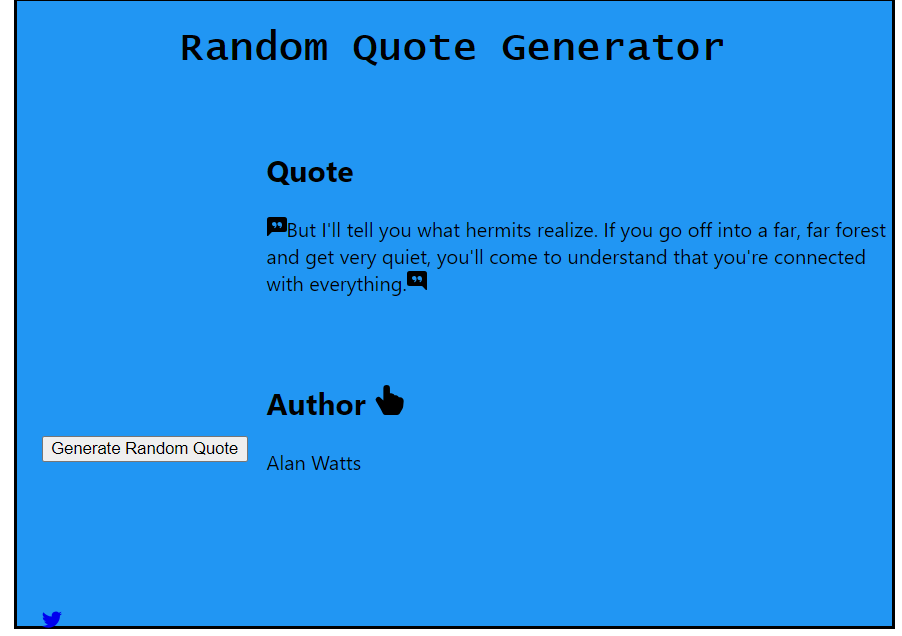 Random Quote Generator
Quote
But I'll tell you what hermits realize. If you go off into a far, far forest
and get very quiet, you'll come to understand that you're connected
with everything.
Author
Generate Random Quote
Alan Watts